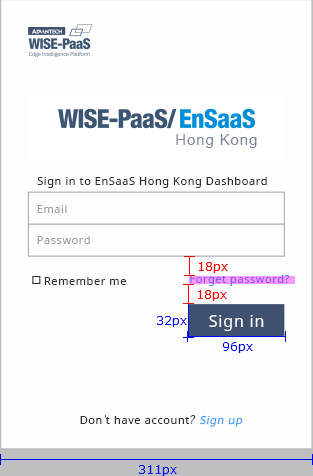 ADVANTECH
WISE-PaaS
Edge Intelligence Platform
WISE-PaaS/ EnSaaS
Hong Kong
Sign in to EnSaaS Hong Kong Dashboard
Email
Password
18px
Remember me
Forget password?
18px
32px
Sign in
96px
Don't have account? Sign up
311px